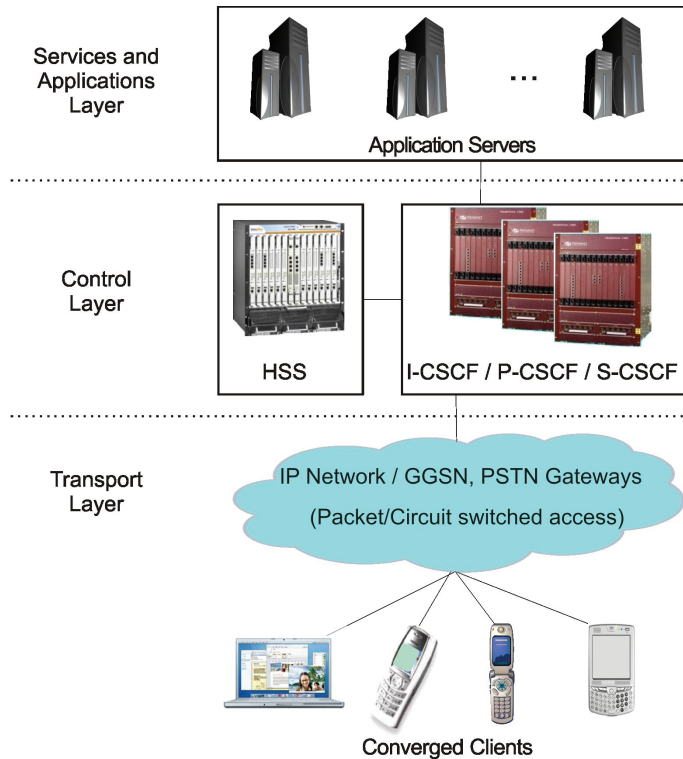 Services and
Applications
Layer
...
Application Servers
Control
Layer
HSS
I-CSCF / P-CSCF / S-CSCF
Transport
Layer
IP Network / GGSN, PSTN Gateways
(Packet/Circuit switched access)
Converged Clients